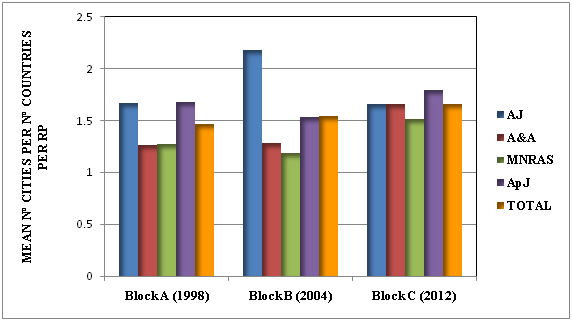 2.5
2
1.5
1
0.5
0
MEAN Nº CITIES PER Nº COUNTRIES
PER RP
BlockA (1998) BlockB (2004) BlockC (2012)
AJ
A&A
MNRAS
ApJ
TOTAL